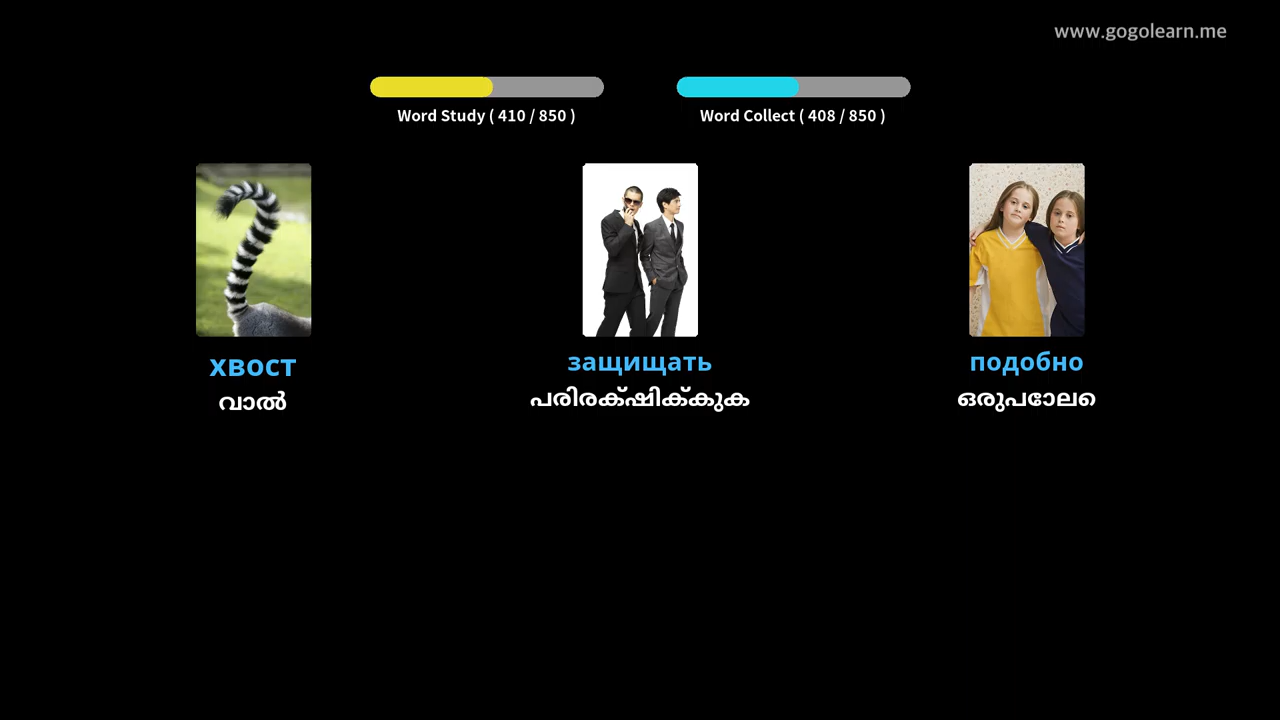 www.gogolearn.me
Word Study ( 410 / 850 )
Word Collect ( 408 / 850 )
хвост
защищать
подобно
വാൽ
പരിരക്ഷിക്കുക
ഒരുപോലെ